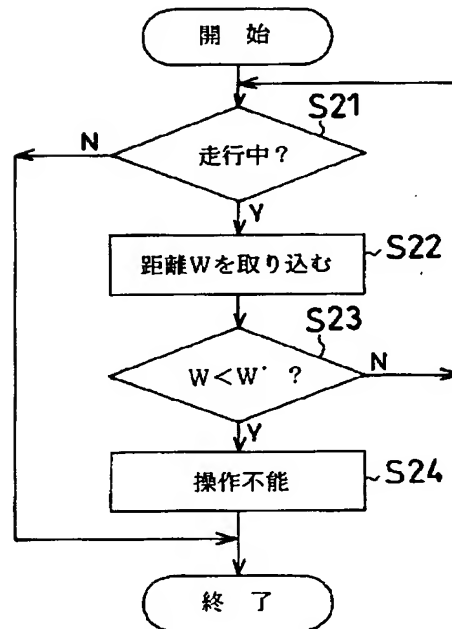 開 始
S21
N
走行中?
Y
距離Wを取り込む
S22
S23
W<W' ?
N
Y
操作不能
S24
終 了